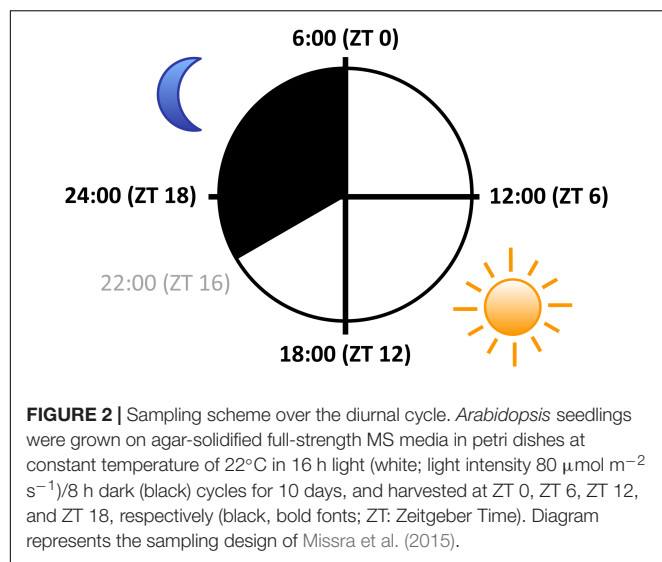 6:00 (ZT 0)
24:00 (ZT 18)
12:00 (ZT 6)
22:00 (ZT 16)
18:00 (ZT 12)
FIGURE 2 | Sampling scheme over the diurnal cycle. Arabidopsis seedlings
were grown on agar-solidified full-strength MS media in petri dishes at
constant temperature of 22°C in 16 h light (white; light intensity 80 μmol m⁻²
s⁻¹)/8 h dark (black) cycles for 10 days, and harvested at ZT 0, ZT 6, ZT 12,
and ZT 18, respectively (black, bold fonts; ZT: Zeitgeber Time). Diagram
represents the sampling design of Missra et al. (2015).